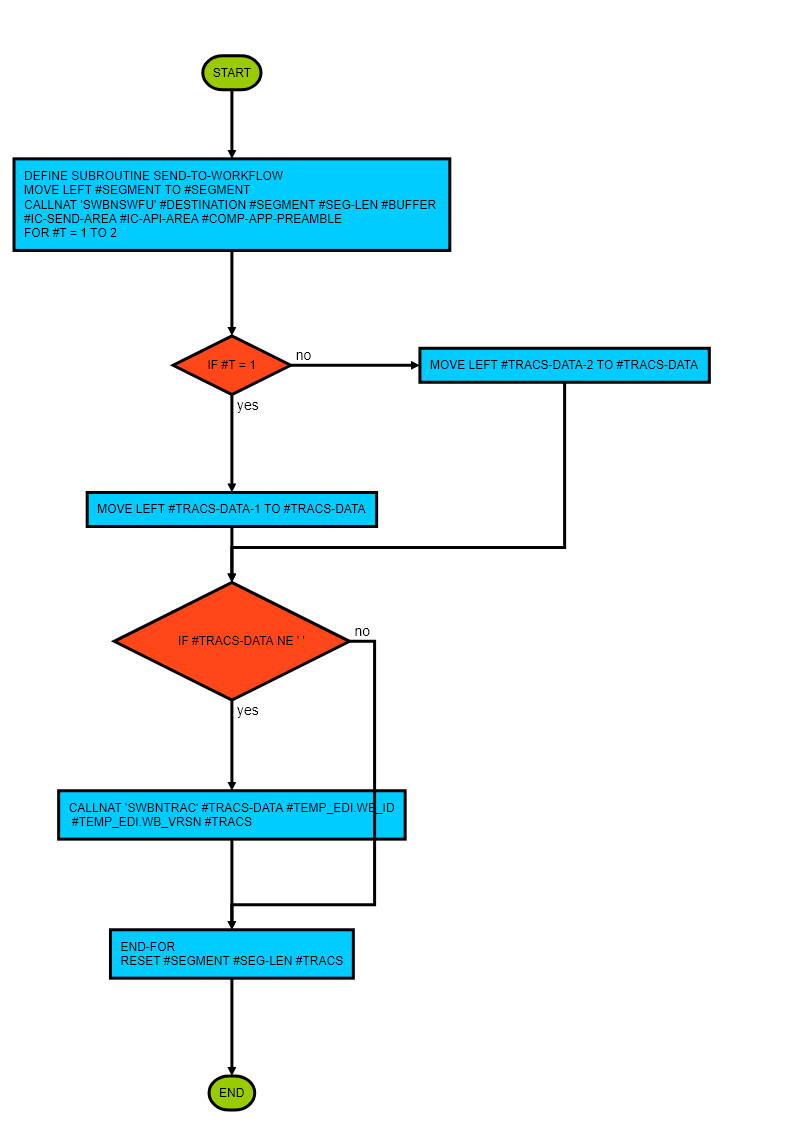 START
DEFINE SUBROUTINE SEND-TO-WORKFLOW
MOVE LEFT #SEGMENT TO #SEGMENT
CALLNAT 'SWBNSWFU' #DESTINATION #SEGMENT #SEG-LEN #BUFFER
#IC-SEND-AREA #IC-API-AREA #COMP-APP-PREAMBLE
FOR #T = 1 TO 2
IF #T = 1
no
MOVE LEFT #TRACS-DATA-2 TO #TRACS-DATA
yes
MOVE LEFT #TRACS-DATA-1 TO #TRACS-DATA
IF #TRACS-DATA NE ' '
no
yes
CALLNAT 'SWBNTRAC' #TRACS-DATA #TEMP_EDI.WB_ID
#TEMP_EDI.WB_VRSN #TRACS
END-FOR
RESET #SEGMENT #SEG-LEN #TRACS
END